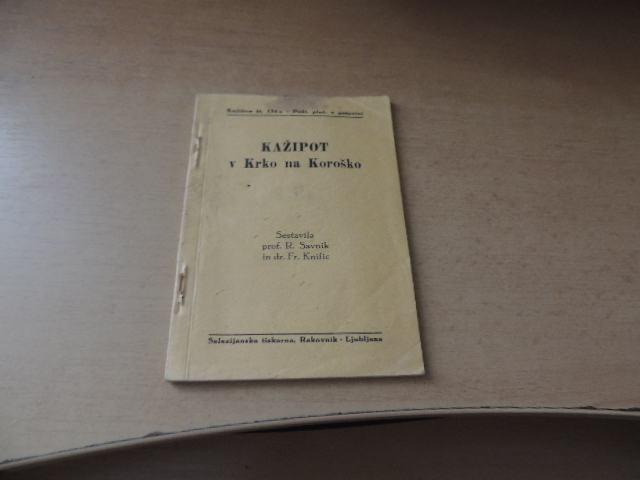 KAŽIPOT
v Krko na Koroško
Sestavila
prof. R. Savnik
in dr. Fr. Knific
Salezijanska tiskarna, Rakovnik - Ljubljana